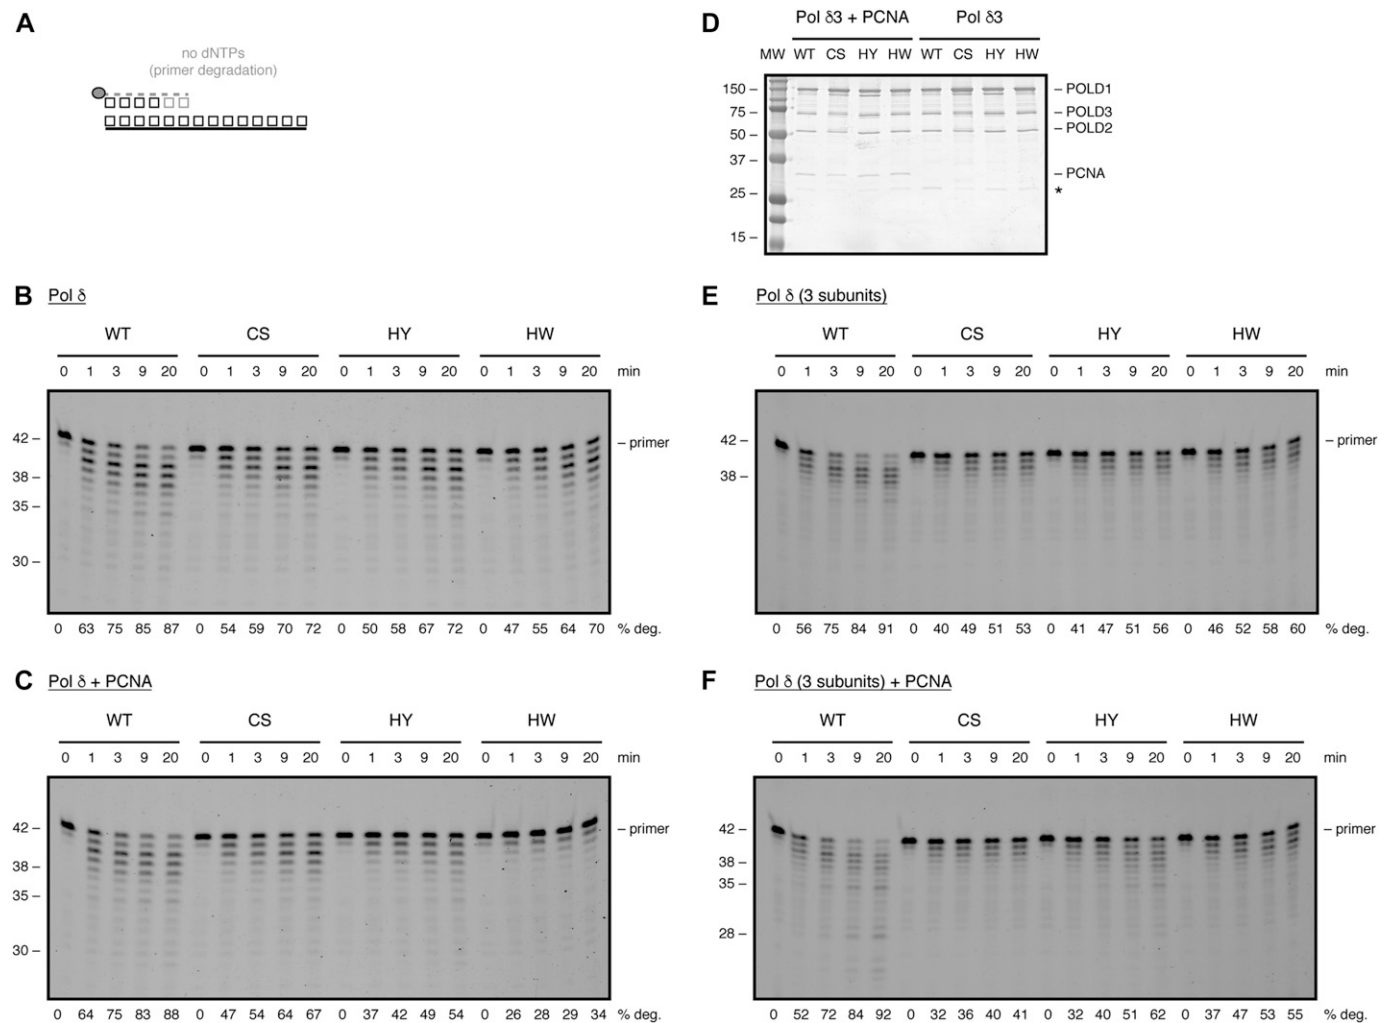 A
no dNTPs
(primer degradation)
D
Pol δ3 + PCNA Pol δ3
MW WT CS HY HW WT CS HY HW
150 – – POLD1
75 – – POLD3
50 – – POLD2
37 –
– PCNA
25 – *
15 –
B Pol δ
WT CS HY HW
0 1 3 9 20 0 1 3 9 20 0 1 3 9 20 0 1 3 9 20 min
42 – – primer
38 –
35 –
30 –
0 63 75 85 87 0 54 59 70 72 0 50 58 67 72 0 47 55 64 70 % deg.
E Pol δ (3 subunits)
WT CS HY HW
0 1 3 9 20 0 1 3 9 20 0 1 3 9 20 0 1 3 9 20 min
42 – – primer
38 –
0 56 75 84 91 0 40 49 51 53 0 41 47 51 56 0 46 52 58 60 % deg.
C Pol δ + PCNA
WT CS HY HW
0 1 3 9 20 0 1 3 9 20 0 1 3 9 20 0 1 3 9 20 min
42 – – primer
38 –
35 –
30 –
0 64 75 83 88 0 47 54 64 67 0 37 42 49 54 0 26 28 29 34 % deg.
F Pol δ (3 subunits) + PCNA
WT CS HY HW
0 1 3 9 20 0 1 3 9 20 0 1 3 9 20 0 1 3 9 20 min
42 – – primer
38 –
35 –
28 –
0 52 72 84 92 0 32 36 40 41 0 32 40 51 62 0 37 47 53 55 % deg.